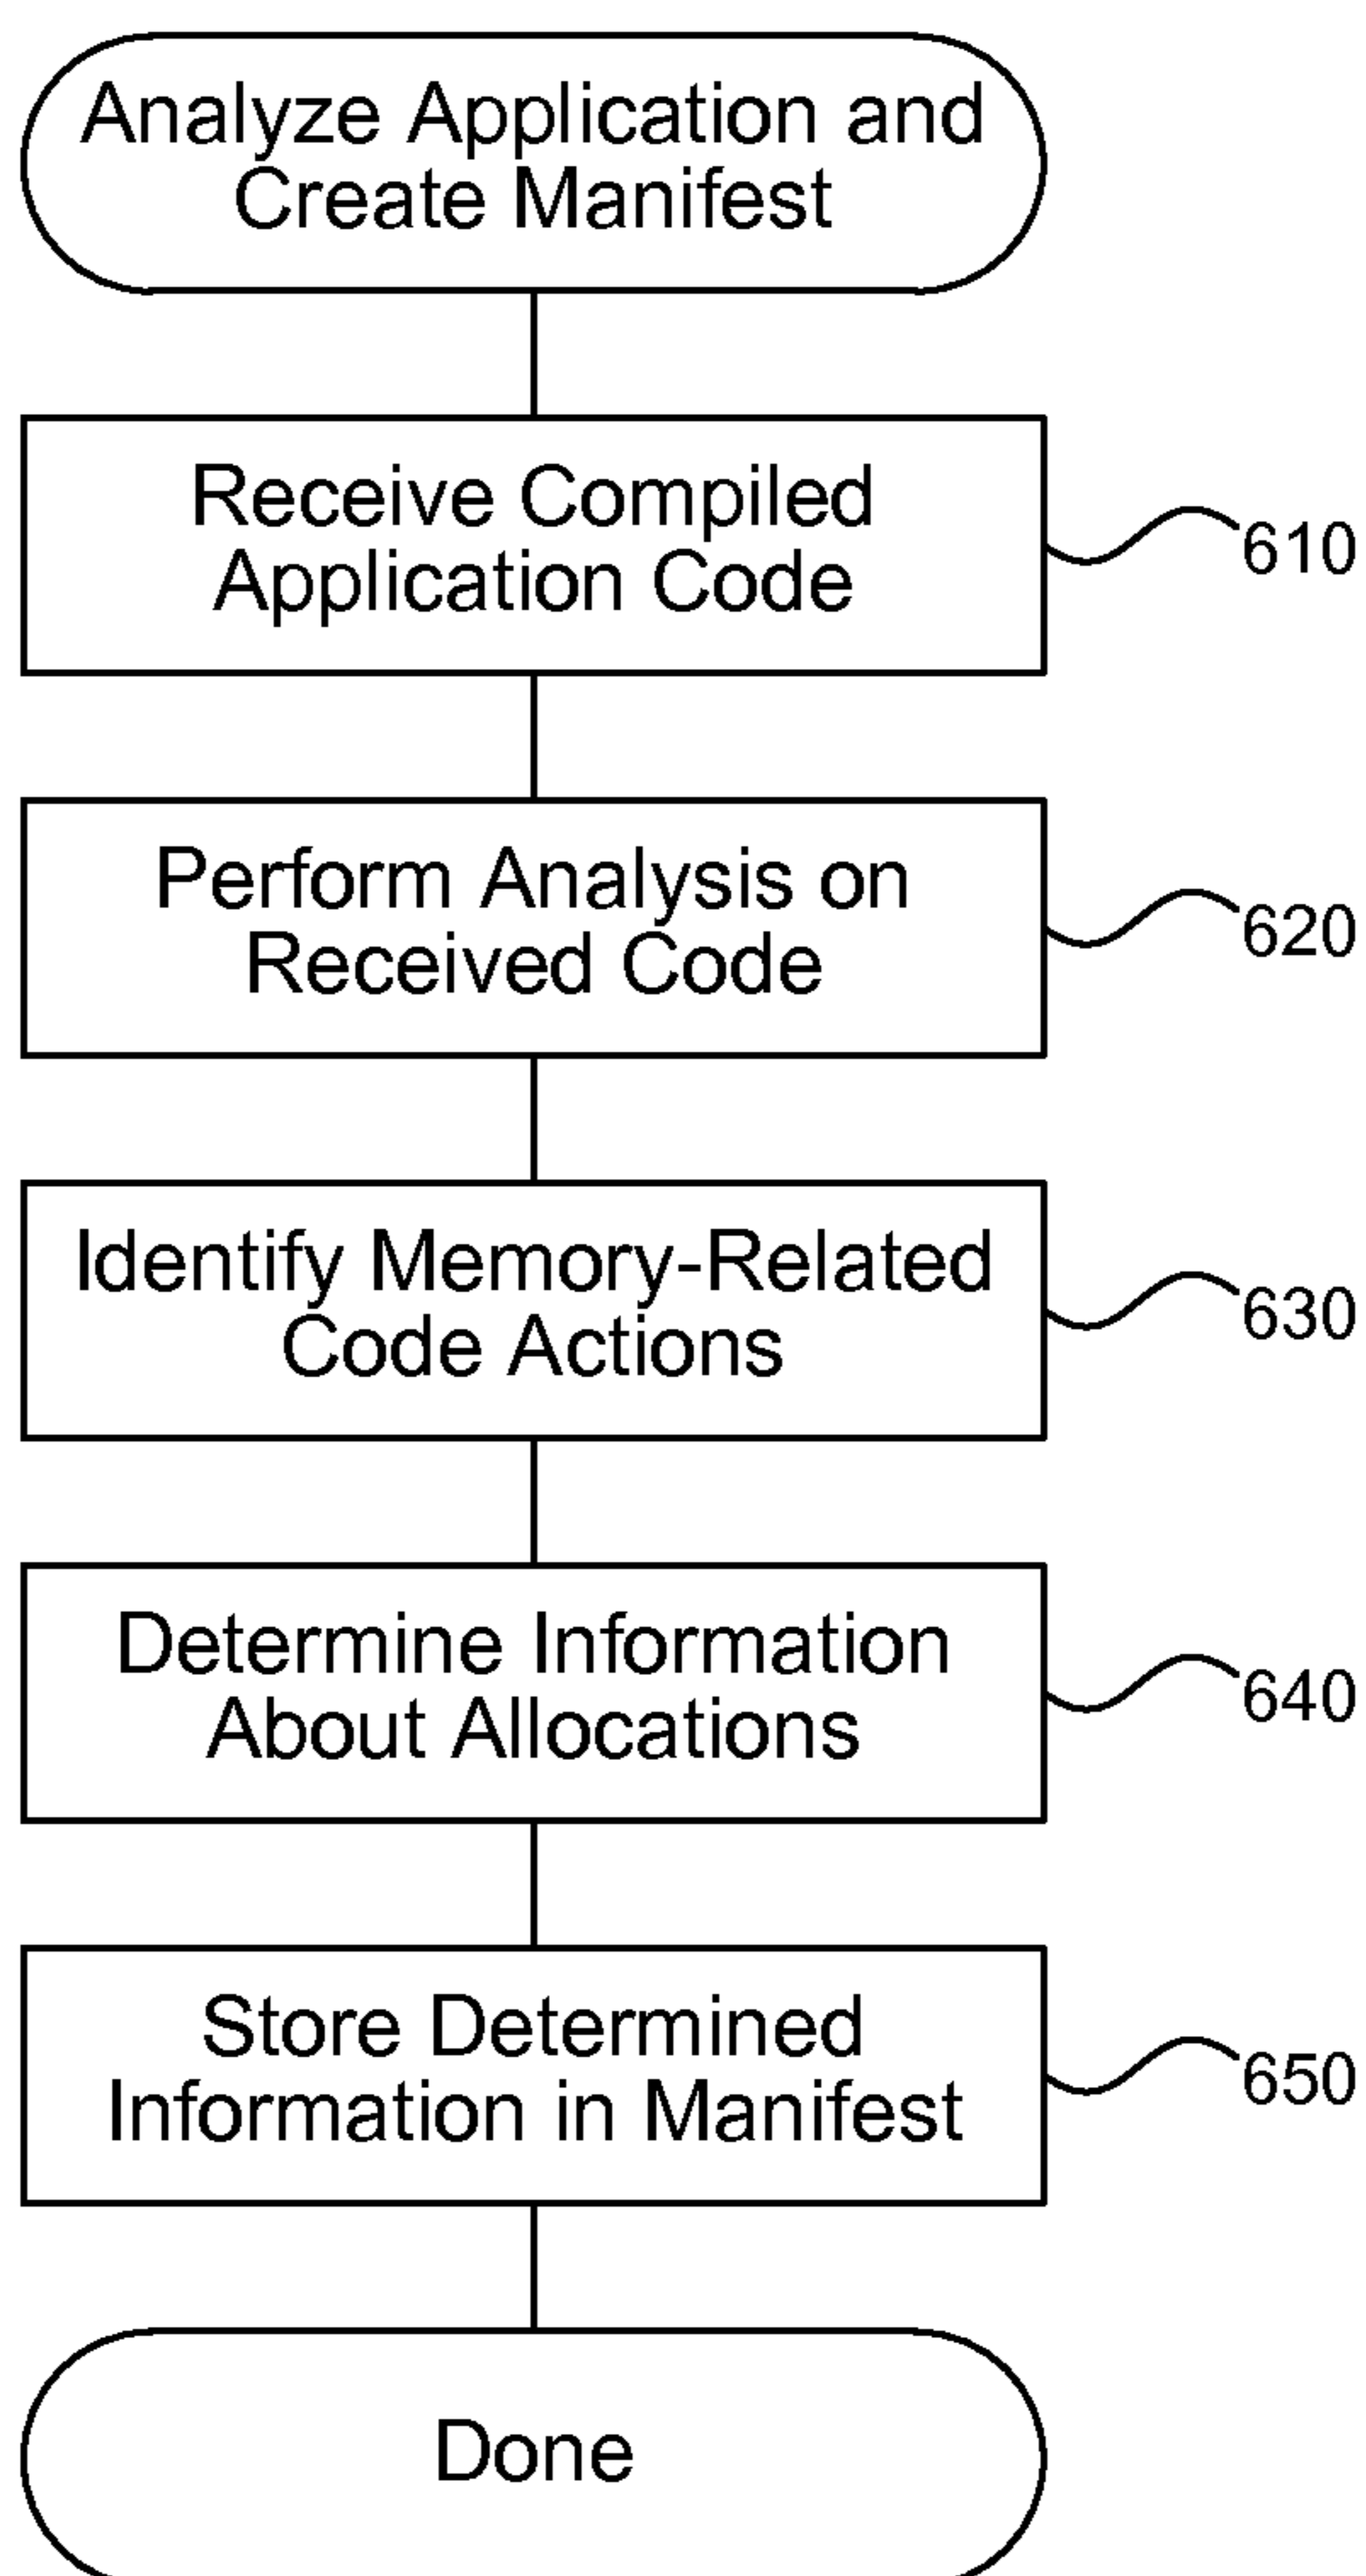 Analyze Application and
Create Manifest
Receive Compiled
Application Code
610
Perform Analysis on
Received Code
620
Identify Memory-Related
Code Actions
630
Determine Information
About Allocations
640
Store Determined
Information in Manifest
650
Done